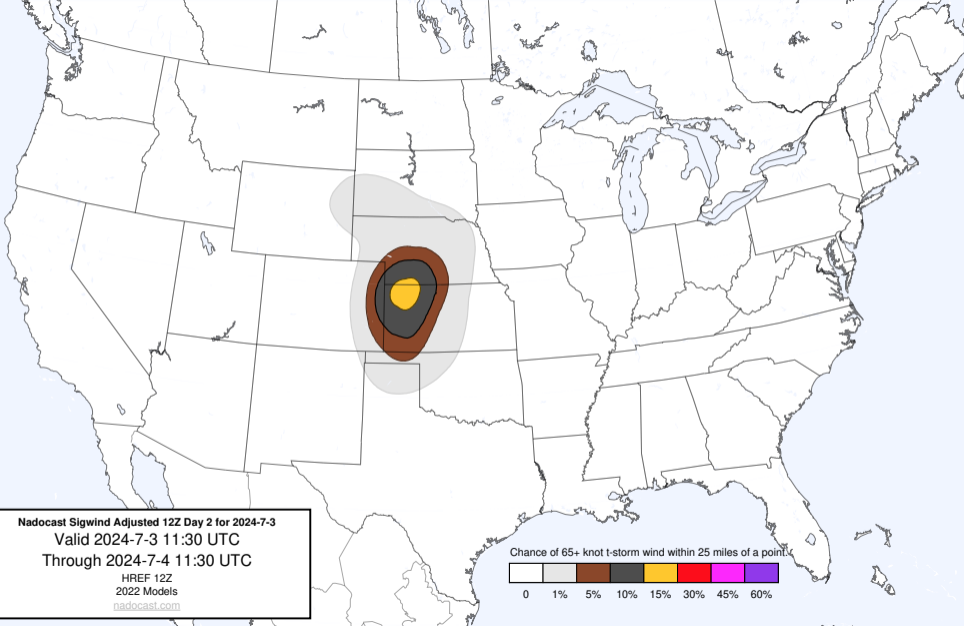 Nadocast Sigwind Adjusted 12Z Day 2 for 2024-7-3
Valid 2024-7-3 11:30 UTC
Through 2024-7-4 11:30 UTC
HREF 12Z
2022 Models
nadocast.com
Chance of 65+ knot t-storm wind within 25 miles of a point.
0 1% 5% 10% 15% 30% 45% 60%